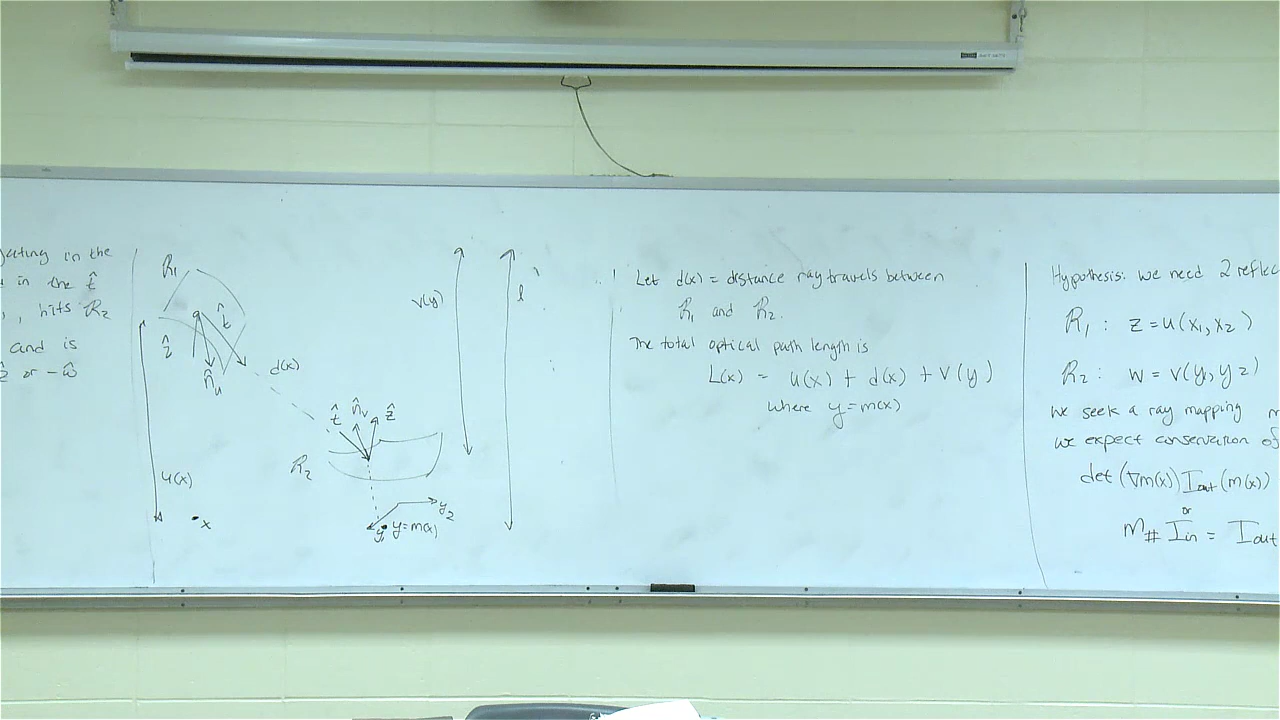 in the
in the t̂
, hits R₂
and is
ẑ or -ŵ
R₁
t̂
ẑ
n̂ᵤ
d(x)
t̂ n̂ᵥ ẑ
R₂
u(x)
x
y₁ y=m(x)
y₂
v(y)
l
Let d(x) = distance ray travels between
R₁ and R₂.
The total optical path length is
L(x) = u(x) + d(x) + v(y)
where y=m(x)
Hypothesis: we need 2
R₁: z=u(x₁,x₂)
R₂: w=v(y₁,y₂)
we seek a ray mapping m
we expect conservation of
det(∇m(x)) I_out(m(x))
or
m_# I_in = I_out